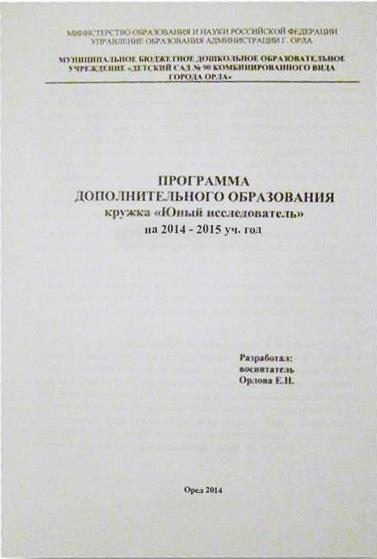 МИНИСТЕРСТВО ОБРАЗОВАНИЯ И НАУКИ РОССИЙСКОЙ ФЕДЕРАЦИИ
УПРАВЛЕНИЕ ОБРАЗОВАНИЯ АДМИНИСТРАЦИИ Г. ОРЛА
МУНИЦИПАЛЬНОЕ БЮДЖЕТНОЕ ДОШКОЛЬНОЕ ОБРАЗОВАТЕЛЬНОЕ
УЧРЕЖДЕНИЕ «ДЕТСКИЙ САД № 90 КОМБИНИРОВАННОГО ВИДА
ГОРОДА ОРЛА»
ПРОГРАММА
ДОПОЛНИТЕЛЬНОГО ОБРАЗОВАНИЯ
кружка «Юный исследователь»
на 2014 - 2015 уч. год
Разработал:
воспитатель
Орлова Е.Н.
Орел 2014